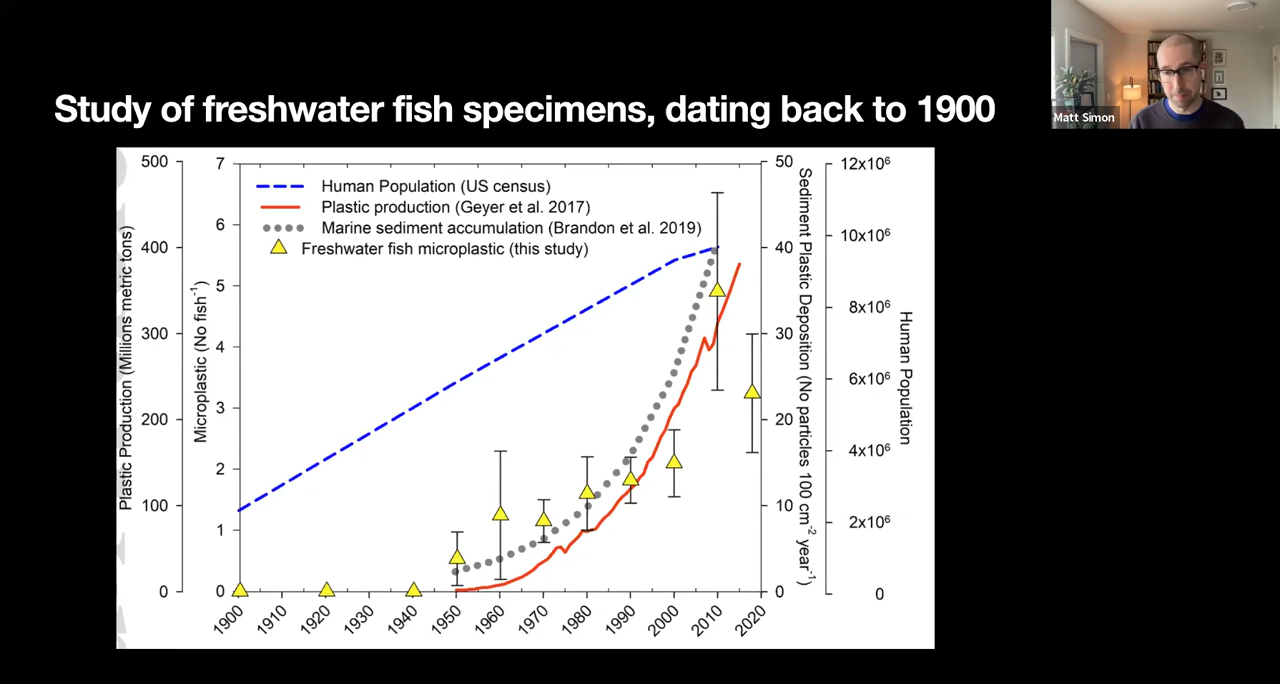 Study of freshwater fish specimens, dating back to 1900
Matt Simon
Human Population (US census)
Plastic production (Geyer et al. 2017)
Marine sediment accumulation (Brandon et al. 2019)
Freshwater fish microplastic (this study)
Plastic Production (Millions metric tons)
500
400
300
200
100
0
Microplastic (No fish⁻¹)
7
6
5
4
3
2
1
0
1900
1910
1920
1930
1940
1950
1960
1970
1980
1990
2000
2010
2020
50
40
30
20
10
0
Sediment Plastic Deposition (No particles 100 cm⁻² year⁻¹)
12x10⁶
10x10⁶
8x10⁶
6x10⁶
4x10⁶
2x10⁶
0
Human Population